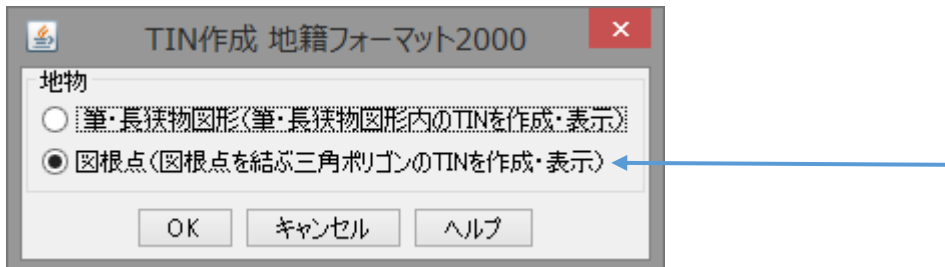 TIN作成 地籍フォーマット2000
地物
筆・長狭物図形(筆・長狭物図形内のTINを作成・表示)
図根点(図根点を結ぶ三角ポリゴンのTINを作成・表示)
OK キャンセル ヘルプ